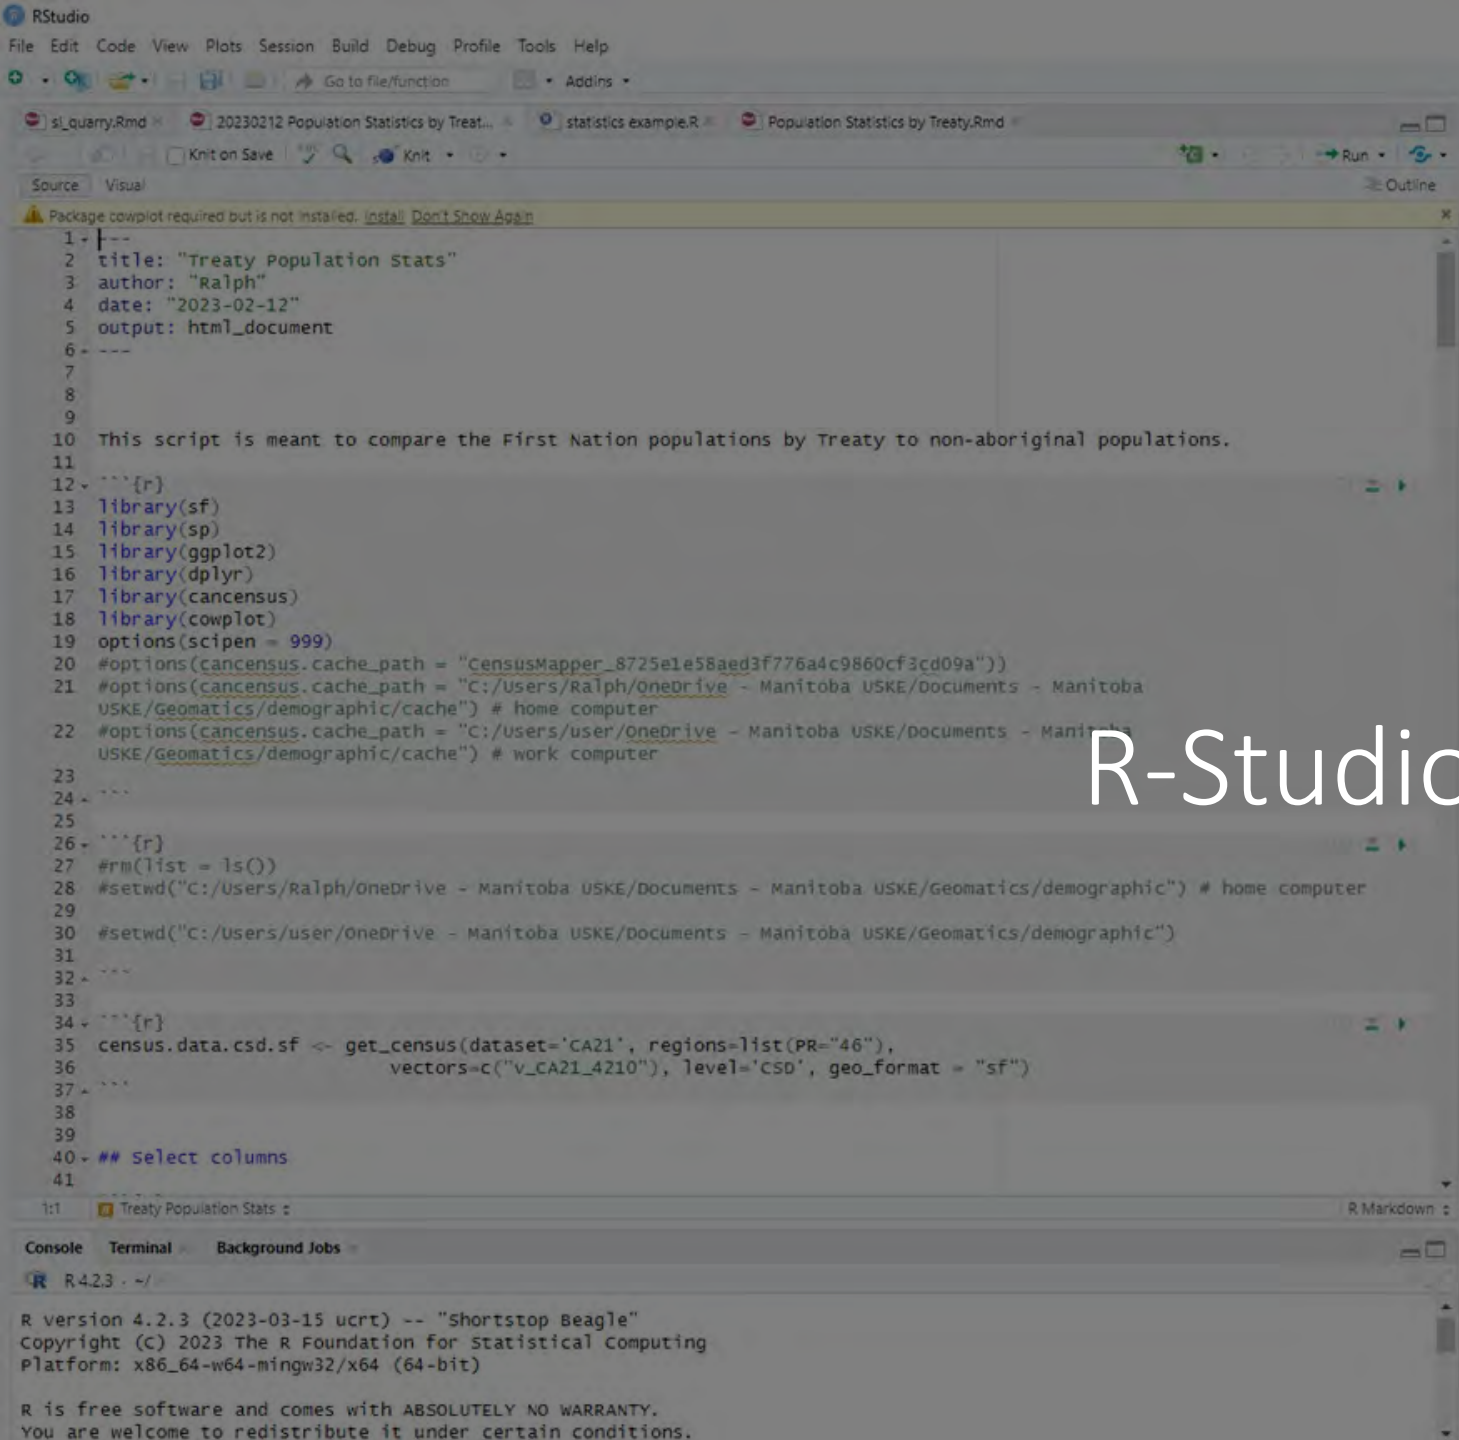 RStudio
File Edit Code View Plots Session Build Debug Profile Tools Help
Go to file/function Addins
sl_quarry.Rmd 20230212 Population Statistics by Treat... statistics example.R Population Statistics by Treaty.Rmd
Knit on Save Knit Run
Source Visual Outline
Package cowplot required but is not installed. Install Don't Show Again
1 ---
2 title: "Treaty Population Stats"
3 author: "Ralph"
4 date: "2023-02-12"
5 output: html_document
6 ---
7
8
9
10 This script is meant to compare the First Nation populations by Treaty to non-aboriginal populations.
11
12 ```{r}
13 library(sf)
14 library(sp)
15 library(ggplot2)
16 library(dplyr)
17 library(cancensus)
18 library(cowplot)
19 options(scipen = 999)
20 #options(cancensus.cache_path = "CensusMapper_8725e1e58aed3f776a4c9860cf3cd09a"))
21 #options(cancensus.cache_path = "C:/Users/Ralph/OneDrive - Manitoba USKE/Documents - Manitoba
USKE/Geomatics/demographic/cache") # home computer
22 #options(cancensus.cache_path = "C:/Users/user/OneDrive - Manitoba USKE/Documents - Manitoba
USKE/Geomatics/demographic/cache") # work computer
R-Studio
23
24 ```
25
26 ```{r}
27 #rm(list = ls())
28 #setwd("C:/Users/Ralph/OneDrive - Manitoba USKE/Documents - Manitoba USKE/Geomatics/demographic") # home computer
29
30 #setwd("C:/Users/user/OneDrive - Manitoba USKE/Documents - Manitoba USKE/Geomatics/demographic")
31
32 ```
33
34 ```{r}
35 census.data.csd.sf <- get_census(dataset='CA21', regions=list(PR="46"),
36 vectors=c("v_CA21_4210"), level='CSD', geo_format = "sf")
37 ```
38
39
40 ## Select columns
41
1:1 Treaty Population Stats R Markdown
Console Terminal Background Jobs
R 4.2.3 · ~/
R version 4.2.3 (2023-03-15 ucrt) -- "Shortstop Beagle"
Copyright (C) 2023 The R Foundation for Statistical Computing
Platform: x86_64-w64-mingw32/x64 (64-bit)
R is free software and comes with ABSOLUTELY NO WARRANTY.
You are welcome to redistribute it under certain conditions.